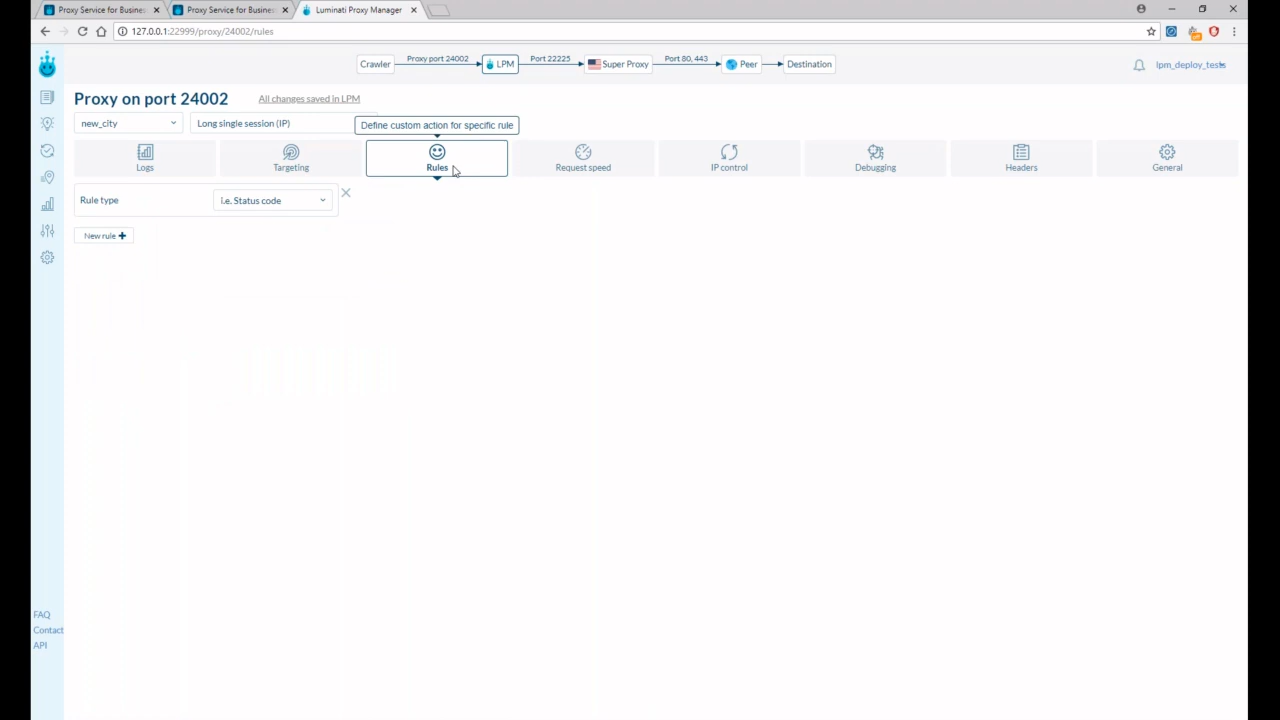 Proxy Service for Busines
Proxy Service for Busines
Luminati Proxy Manager
127.0.0.1:22999/proxy/24002/rules
Crawler
Proxy port 24002
LPM
Port 22225
Super Proxy
Port 80, 443
Peer
Destination
lpm_deploy_tests
Proxy on port 24002
All changes saved in LPM
new_city
Long single session (IP)
Define custom action for specific rule
Logs
Targeting
Rules
Request speed
IP control
Debugging
Headers
General
Rule type
i.e. Status code
New rule +
FAQ
Contact
API